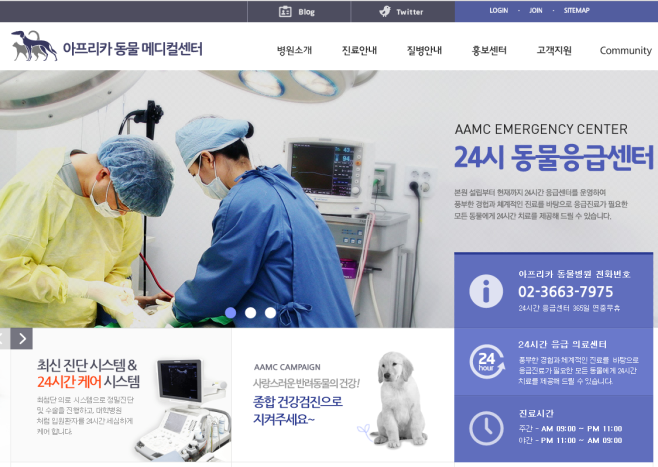 Blog
Twitter
LOGIN - JOIN - SITEMAP
아프리카 동물 메디컬센터
병원소개 진료안내 질병안내 홍보센터 고객지원 Community
AAMC EMERGENCY CENTER
24시 동물응급센터
본원 설립부터 현재까지 24시간 응급센터를 운영하여
풍부한 경험과 체계적인 진료를 바탕으로 응급진료가 필요한
모든 동물에게 24시간 치료를 제공해 드릴 수 있습니다.
아프리카 동물병원 전화번호
02-3663-7975
24시간 응급센터 365일 연중무휴
24시간 응급 의료센터
24 hour
풍부한 경험과 체계적인 진료를 바탕으로
응급진료가 필요한 모든 동물에게 24시간
치료를 제공해 드릴 수 있습니다.
진료시간
주간 - AM 09:00 ~ PM 11:00
야간 - PM 11:00 ~ AM 09:00
최신 진단 시스템 &
24시간 케어 시스템
최첨단 의료 시스템으로 정밀진단
및 수술을 진행하고, 대학병원
처럼 입원환자를 24시간 세심하게
케어 합니다.
AAMC CAMPAIGN
사랑스러운 반려동물의 건강!
종합 건강검진으로
지켜주세요~